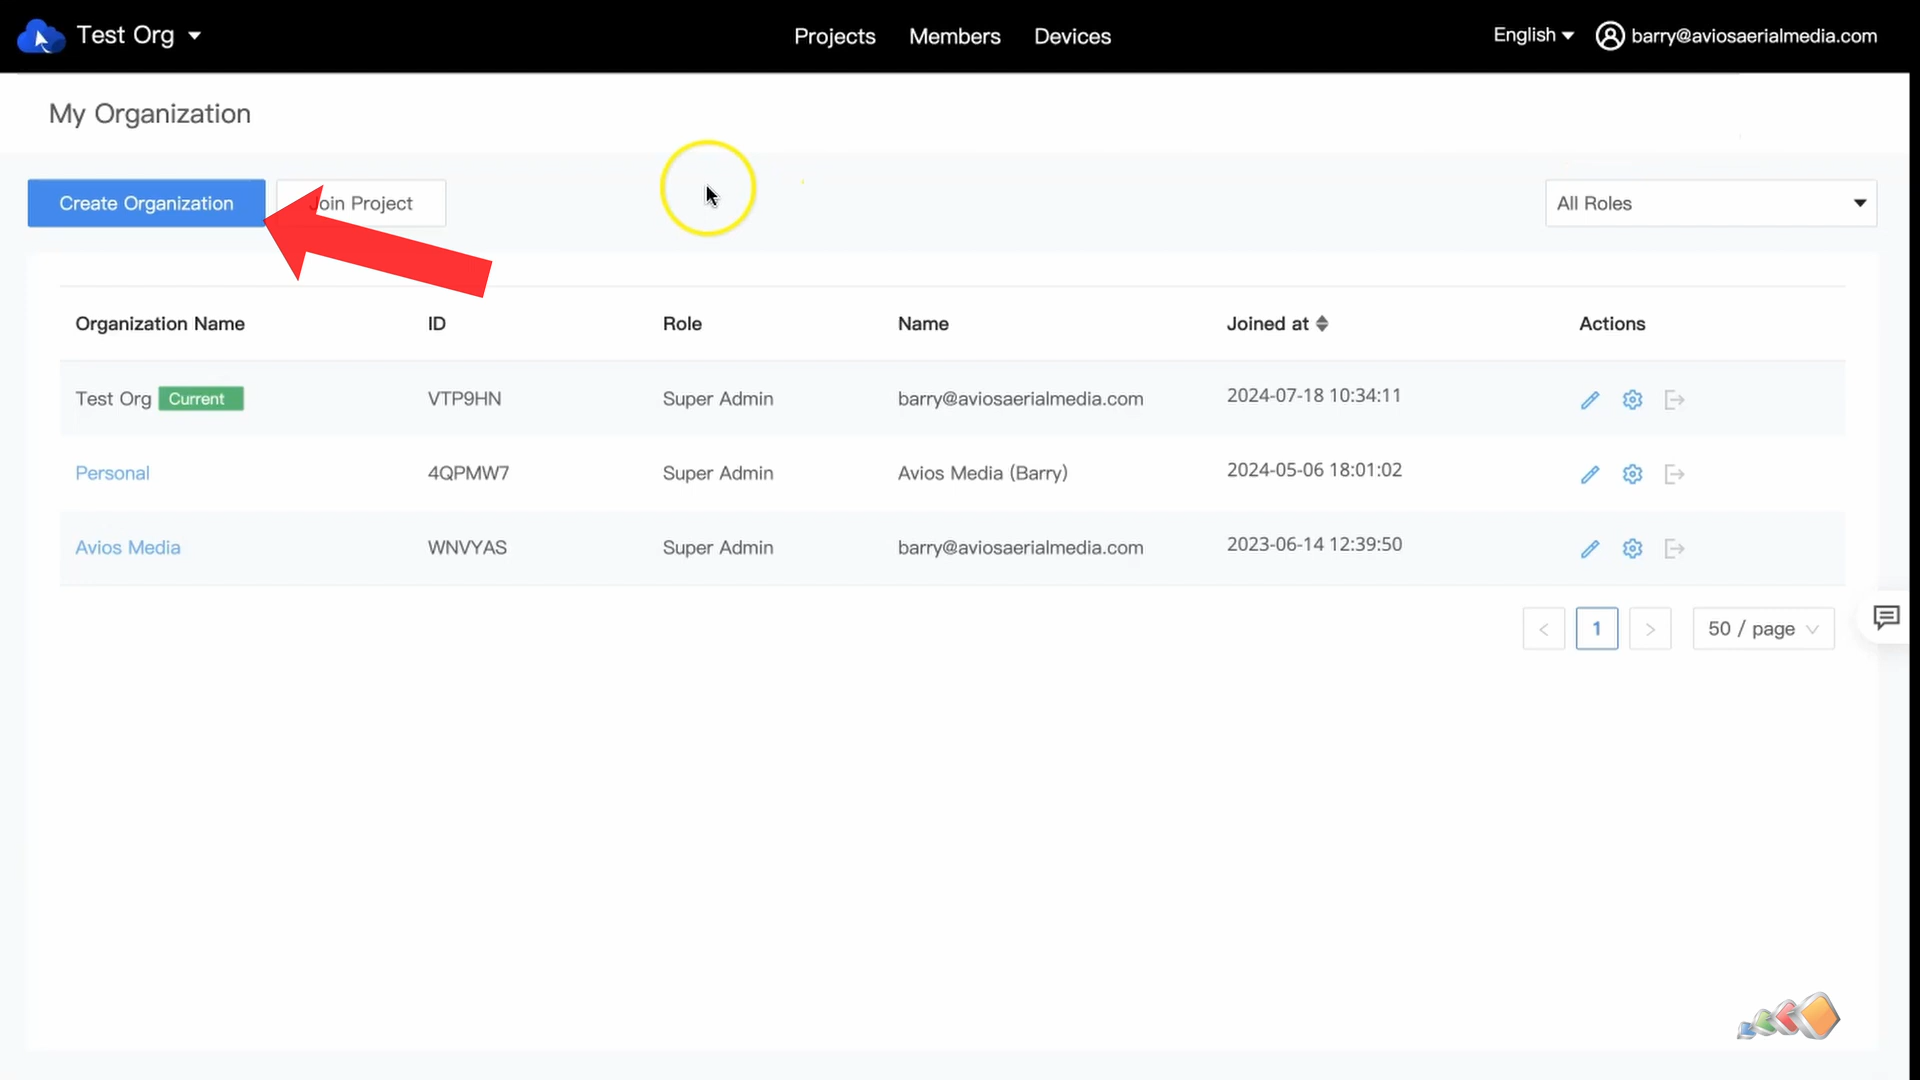 Test Org
Projects Members Devices
English
barry@aviosaerialmedia.com
My Organization
Create Organization
Join Project
All Roles
Organization Name ID Role Name Joined at Actions
Test Org Current VTP9HN Super Admin barry@aviosaerialmedia.com 2024-07-18 10:34:11
Personal 4QPMW7 Super Admin Avios Media (Barry) 2024-05-06 18:01:02
Avios Media WNVYAS Super Admin barry@aviosaerialmedia.com 2023-06-14 12:39:50
< 1 > 50 / page